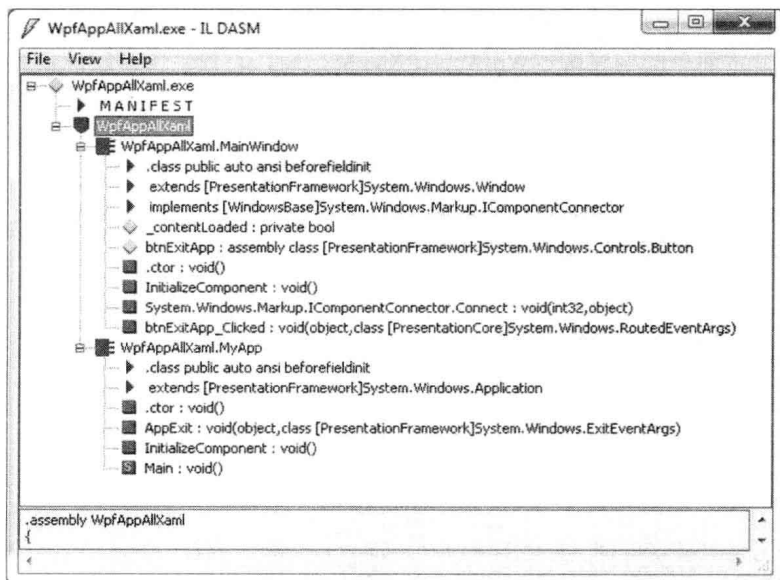 WpfAppAllXaml.exe - IL DASM
File View Help
WpfAppAllXaml.exe
MANIFEST
WpfAppAllXaml
WpfAppAllXaml.MainWindow
.class public auto ansi beforefieldinit
extends [PresentationFramework]System.Windows.Window
implements [WindowsBase]System.Windows.Markup.IComponentConnector
_contentLoaded : private bool
btnExitApp : assembly class [PresentationFramework]System.Windows.Controls.Button
.ctor : void()
InitializeComponent : void()
System.Windows.Markup.IComponentConnector.Connect : void(int32,object)
btnExitApp_Clicked : void(object,class [PresentationCore]System.Windows.RoutedEventArgs)
WpfAppAllXaml.MyApp
.class public auto ansi beforefieldinit
extends [PresentationFramework]System.Windows.Application
.ctor : void()
AppExit : void(object,class [PresentationFramework]System.Windows.ExitEventArgs)
InitializeComponent : void()
S Main : void()
.assembly WpfAppAllXaml
{